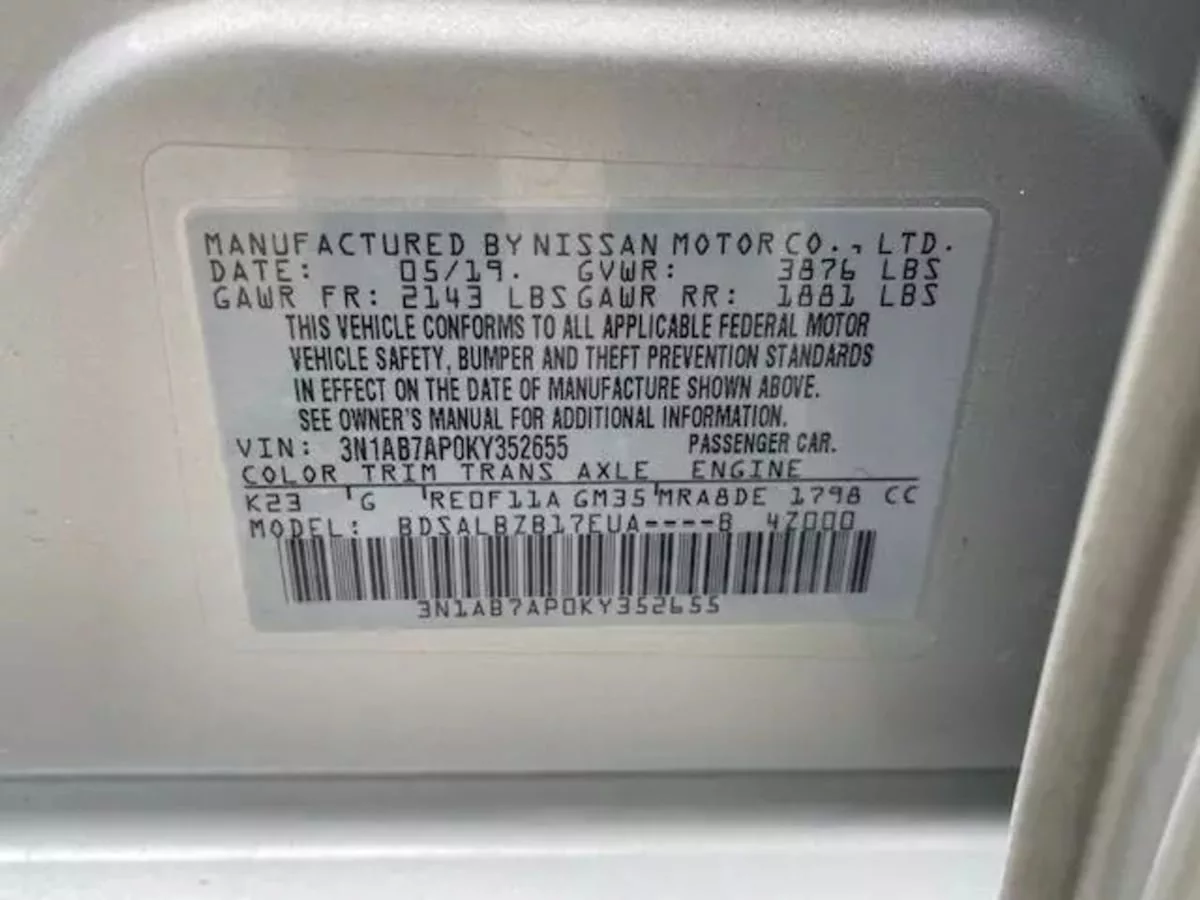 MANUFACTURED BY NISSAN MOTOR CO., LTD.
DATE: 05/19. GVWR: 3876 LBS
GAWR FR: 2143 LBS GAWR RR: 1881 LBS
THIS VEHICLE CONFORMS TO ALL APPLICABLE FEDERAL MOTOR
VEHICLE SAFETY, BUMPER AND THEFT PREVENTION STANDARDS
IN EFFECT ON THE DATE OF MANUFACTURE SHOWN ABOVE.
SEE OWNER'S MANUAL FOR ADDITIONAL INFORMATION.
VIN: 3N1AB7AP0KY352655 PASSENGER CAR.
COLOR TRIM TRANS AXLE ENGINE
K23 G RE0F11A GM35 MRA8DE 1798 CC
MODEL: BDSALBZB17EUA----B 4Z000
3N1AB7AP0KY352655